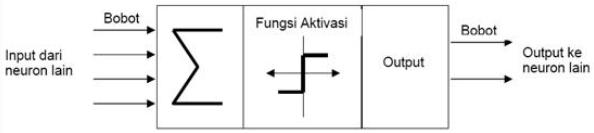 Bobot
Input dari
neuron lain
Fungsi Aktivasi
Output
Bobot
Output ke
neuron lain